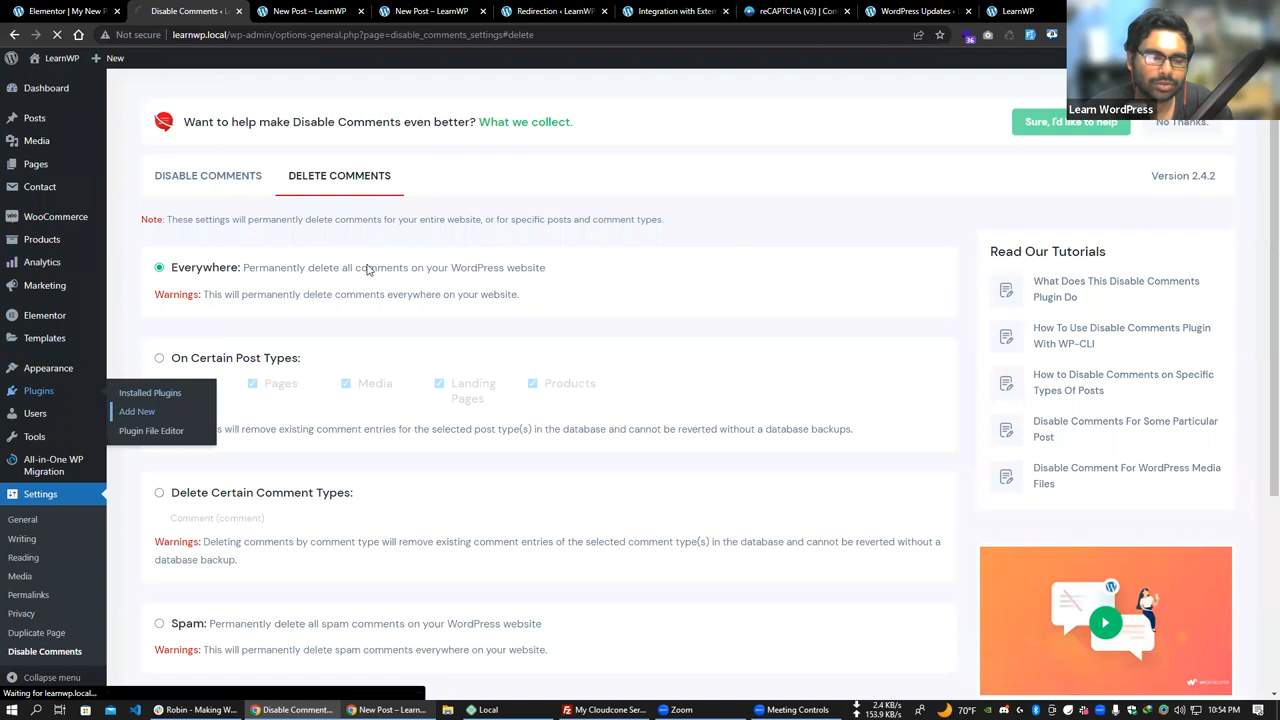 Elementor | My Wo
Disable Comments ‹ L
New Post – LearnWP
New Post – LearnWP
Redirection ‹ LearnWP
Integration with Exter
reCAPTCHA (v3) | Con
WordPress Updates ‹
LearnWP
Not secure
learnwp.local/wp-admin/options-general.php?page=disable_comments_settings#delete
36
LearnWP
New
Learn WordPress
Dashboard
Posts
Media
Pages
Contact
WooCommerce
Products
Analytics
Marketing
Elementor
Templates
Appearance
Plugins
Installed Plugins
Add New
Plugin File Editor
Users
Tools
All-in-One WP
Migration
Settings
General
Writing
Reading
Media
Permalinks
Privacy
Duplicate Page
Disable Comments
Collapse menu
Want to help make Disable Comments even better? What we collect.
Sure, I'd like to help
No Thanks.
DISABLE COMMENTS
DELETE COMMENTS
Version 2.4.2
Note: These settings will permanently delete comments for your entire website, or for specific posts and comment types.
Everywhere: Permanently delete all comments on your WordPress website
Warnings: This will permanently delete comments everywhere on your website.
On Certain Post Types:
Pages
Media
Landing
Pages
Products
will remove existing comment entries for the selected post type(s) in the database and cannot be reverted without a database backups.
Delete Certain Comment Types:
Comment (comment)
Warnings: Deleting comments by comment type will remove existing comment entries of the selected comment type(s) in the database and cannot be reverted without a
database backup.
Spam: Permanently delete all spam comments on your WordPress website
Warnings: This will permanently delete spam comments everywhere on your website.
Read Our Tutorials
What Does This Disable Comments
Plugin Do
How To Use Disable Comments Plugin
With WP-CLI
How to Disable Comments on Specific
Types Of Posts
Disable Comments For Some Particular
Post
Disable Comment For WordPress Media
Files
WPDEVELOPER
Waiting for learnwp.local...
Robin - Making W...
Disable Comment...
New Post – Learn...
Local
My Cloudcone Ser...
Zoom
Meeting Controls
2.4 KB/s
153.9 KB/s
70°F
10:54 PM